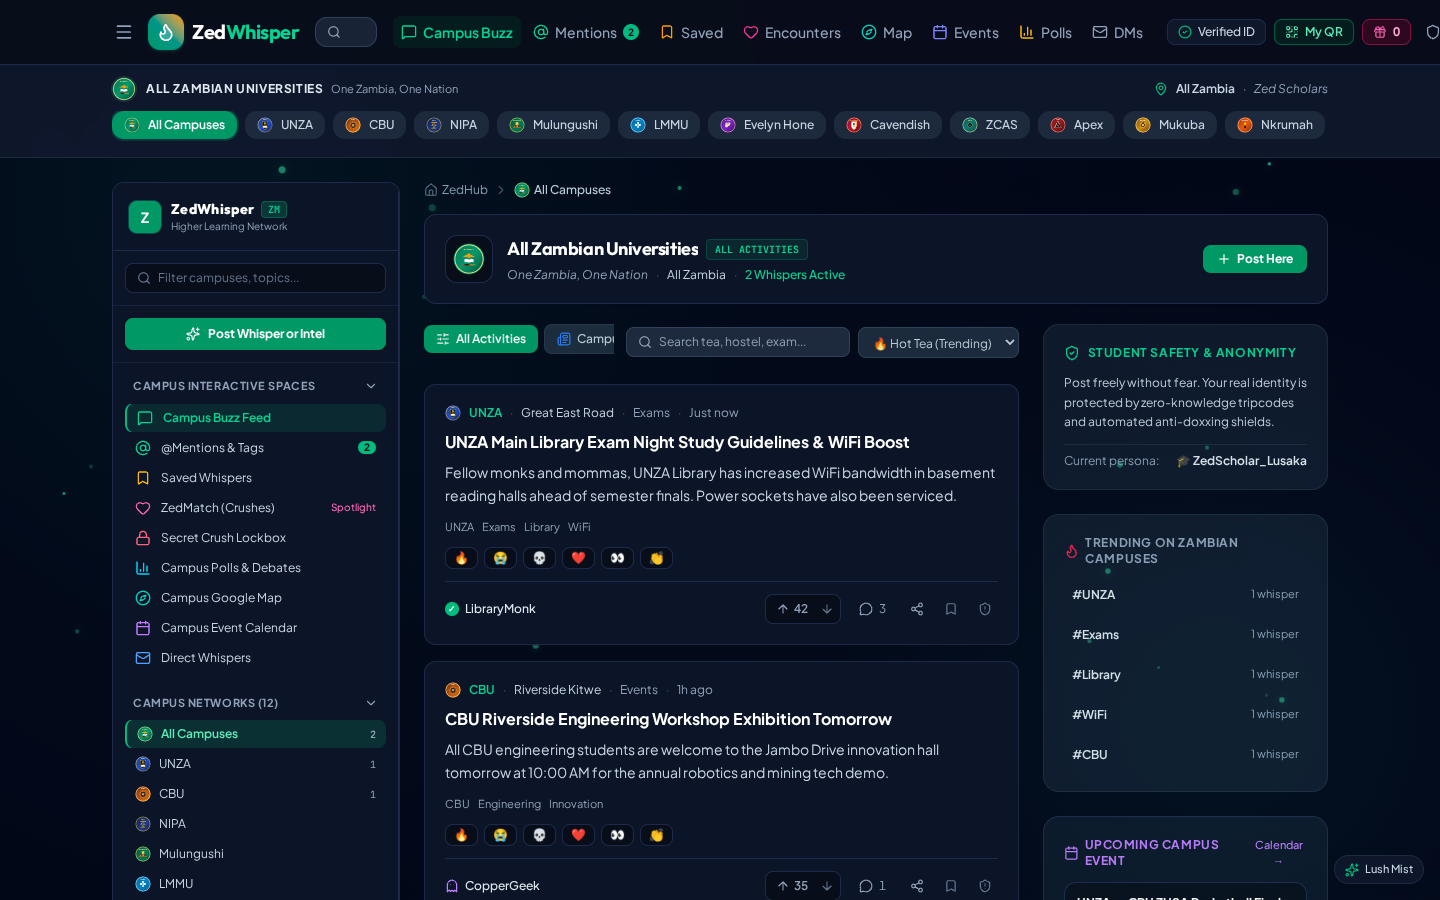 ZedWhisper
Campus Buzz
Mentions 2
Saved
Encounters
Map
Events
Polls
DMs
Verified ID
My QR
0
ALL ZAMBIAN UNIVERSITIES One Zambia, One Nation
All Zambia · Zed Scholars
All Campuses
UNZA
CBU
NIPA
Mulungushi
LMMU
Evelyn Hone
Cavendish
ZCAS
Apex
Mukuba
Nkrumah
Z
ZedWhisper ZM
Higher Learning Network
Filter campuses, topics...
Post Whisper or Intel
CAMPUS INTERACTIVE SPACES
Campus Buzz Feed
@Mentions & Tags 2
Saved Whispers
ZedMatch (Crushes) Spotlight
Secret Crush Lockbox
Campus Polls & Debates
Campus Google Map
Campus Event Calendar
Direct Whispers
CAMPUS NETWORKS (12)
All Campuses 2
UNZA 1
CBU 1
NIPA
Mulungushi
LMMU
ZedHub > All Campuses
All Zambian Universities ALL ACTIVITIES
One Zambia, One Nation · All Zambia · 2 Whispers Active
Post Here
All Activities
Campu
Search tea, hostel, exam...
🔥 Hot Tea (Trending)
UNZA · Great East Road · Exams · Just now
UNZA Main Library Exam Night Study Guidelines & WiFi Boost
Fellow monks and mommas, UNZA Library has increased WiFi bandwidth in basement
reading halls ahead of semester finals. Power sockets have also been serviced.
UNZA Exams Library WiFi
🔥 😭 💀 ❤️ 👀 👏
LibraryMonk
42
3
CBU · Riverside Kitwe · Events · 1h ago
CBU Riverside Engineering Workshop Exhibition Tomorrow
All CBU engineering students are welcome to the Jambo Drive innovation hall
tomorrow at 10:00 AM for the annual robotics and mining tech demo.
CBU Engineering Innovation
🔥 😭 💀 ❤️ 👀 👏
CopperGeek
35
1
STUDENT SAFETY & ANONYMITY
Post freely without fear. Your real identity is
protected by zero-knowledge tripcodes
and automated anti-doxxing shields.
Current persona: 🎓 ZedScholar_Lusaka
TRENDING ON ZAMBIAN
CAMPUSES
#UNZA 1 whisper
#Exams 1 whisper
#Library 1 whisper
#WiFi 1 whisper
#CBU 1 whisper
UPCOMING CAMPUS
EVENT
Calendar
→
Lush Mist